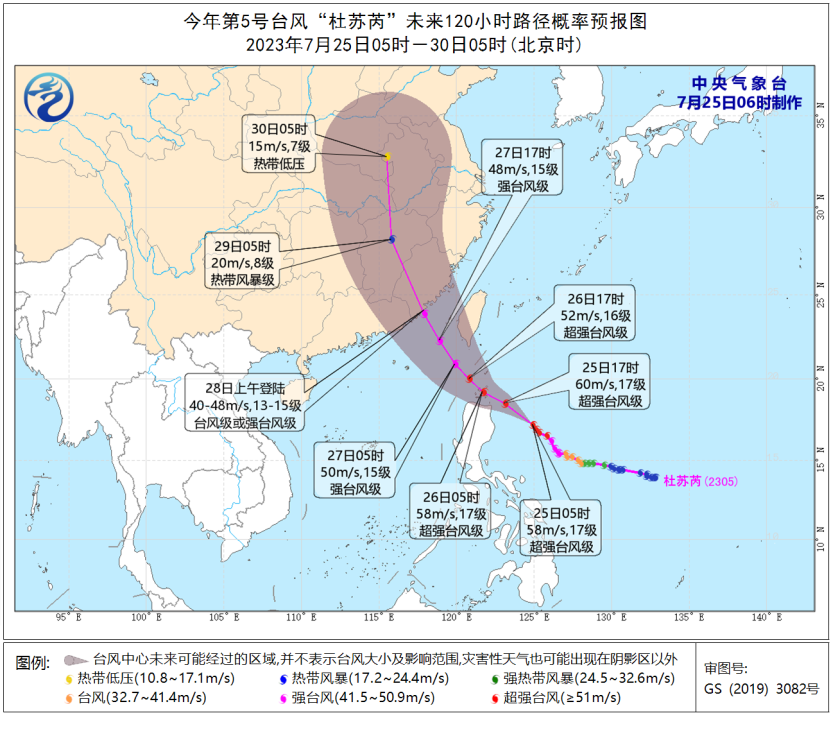 今年第5号台风“杜苏芮”未来120小时路径概率预报图
2023年7月25日05时－30日05时(北京时)
中央气象台
7月25日06时制作
30日05时
15m/s,7级
热带低压
27日17时
48m/s,15级
强台风级
29日05时
20m/s,8级
热带风暴级
26日17时
52m/s,16级
超强台风级
25日17时
60m/s,17级
超强台风级
28日上午登陆
40-48m/s,13-15级
台风级或强台风级
27日05时
50m/s,15级
强台风级
26日05时
58m/s,17级
超强台风级
25日05时
58m/s,17级
超强台风级
杜苏芮(2305)
35°N
30°N
25°N
20°N
15°N
10°N
95° E
100° E
105° E
110° E
115° E
120° E
125° E
130° E
135° E
140° E
图例:
台风中心未来可能经过的区域,并不表示台风大小及影响范围,灾害性天气也可能出现在阴影区以外
热带低压(10.8~17.1m/s)
热带风暴(17.2~24.4m/s)
强热带风暴(24.5~32.6m/s)
台风(32.7~41.4m/s)
强台风(41.5~50.9m/s)
超强台风(≥51m/s)
审图号:
GS (2019) 3082号